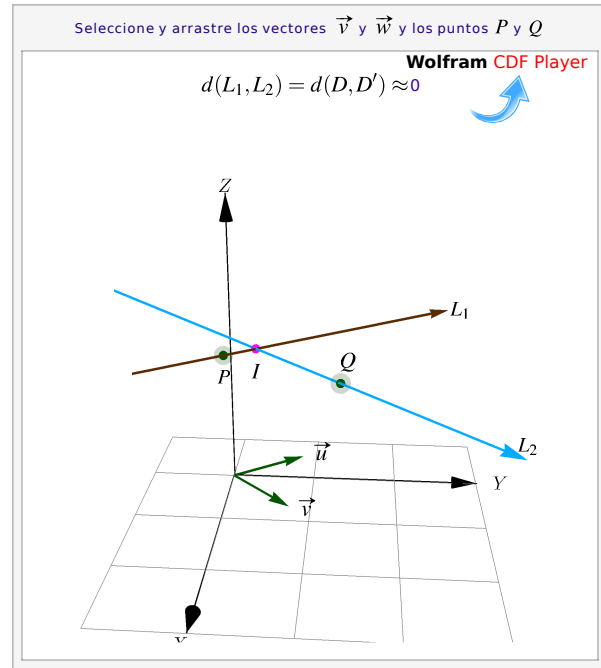 Seleccione y arrastre los vectores v⃗ y w⃗ y los puntos P y Q
Wolfram CDF Player
d(L₁,L₂) = d(D,D′) ≈0
Z
L₁
Q
P
I
L₂
u⃗
Y
v⃗